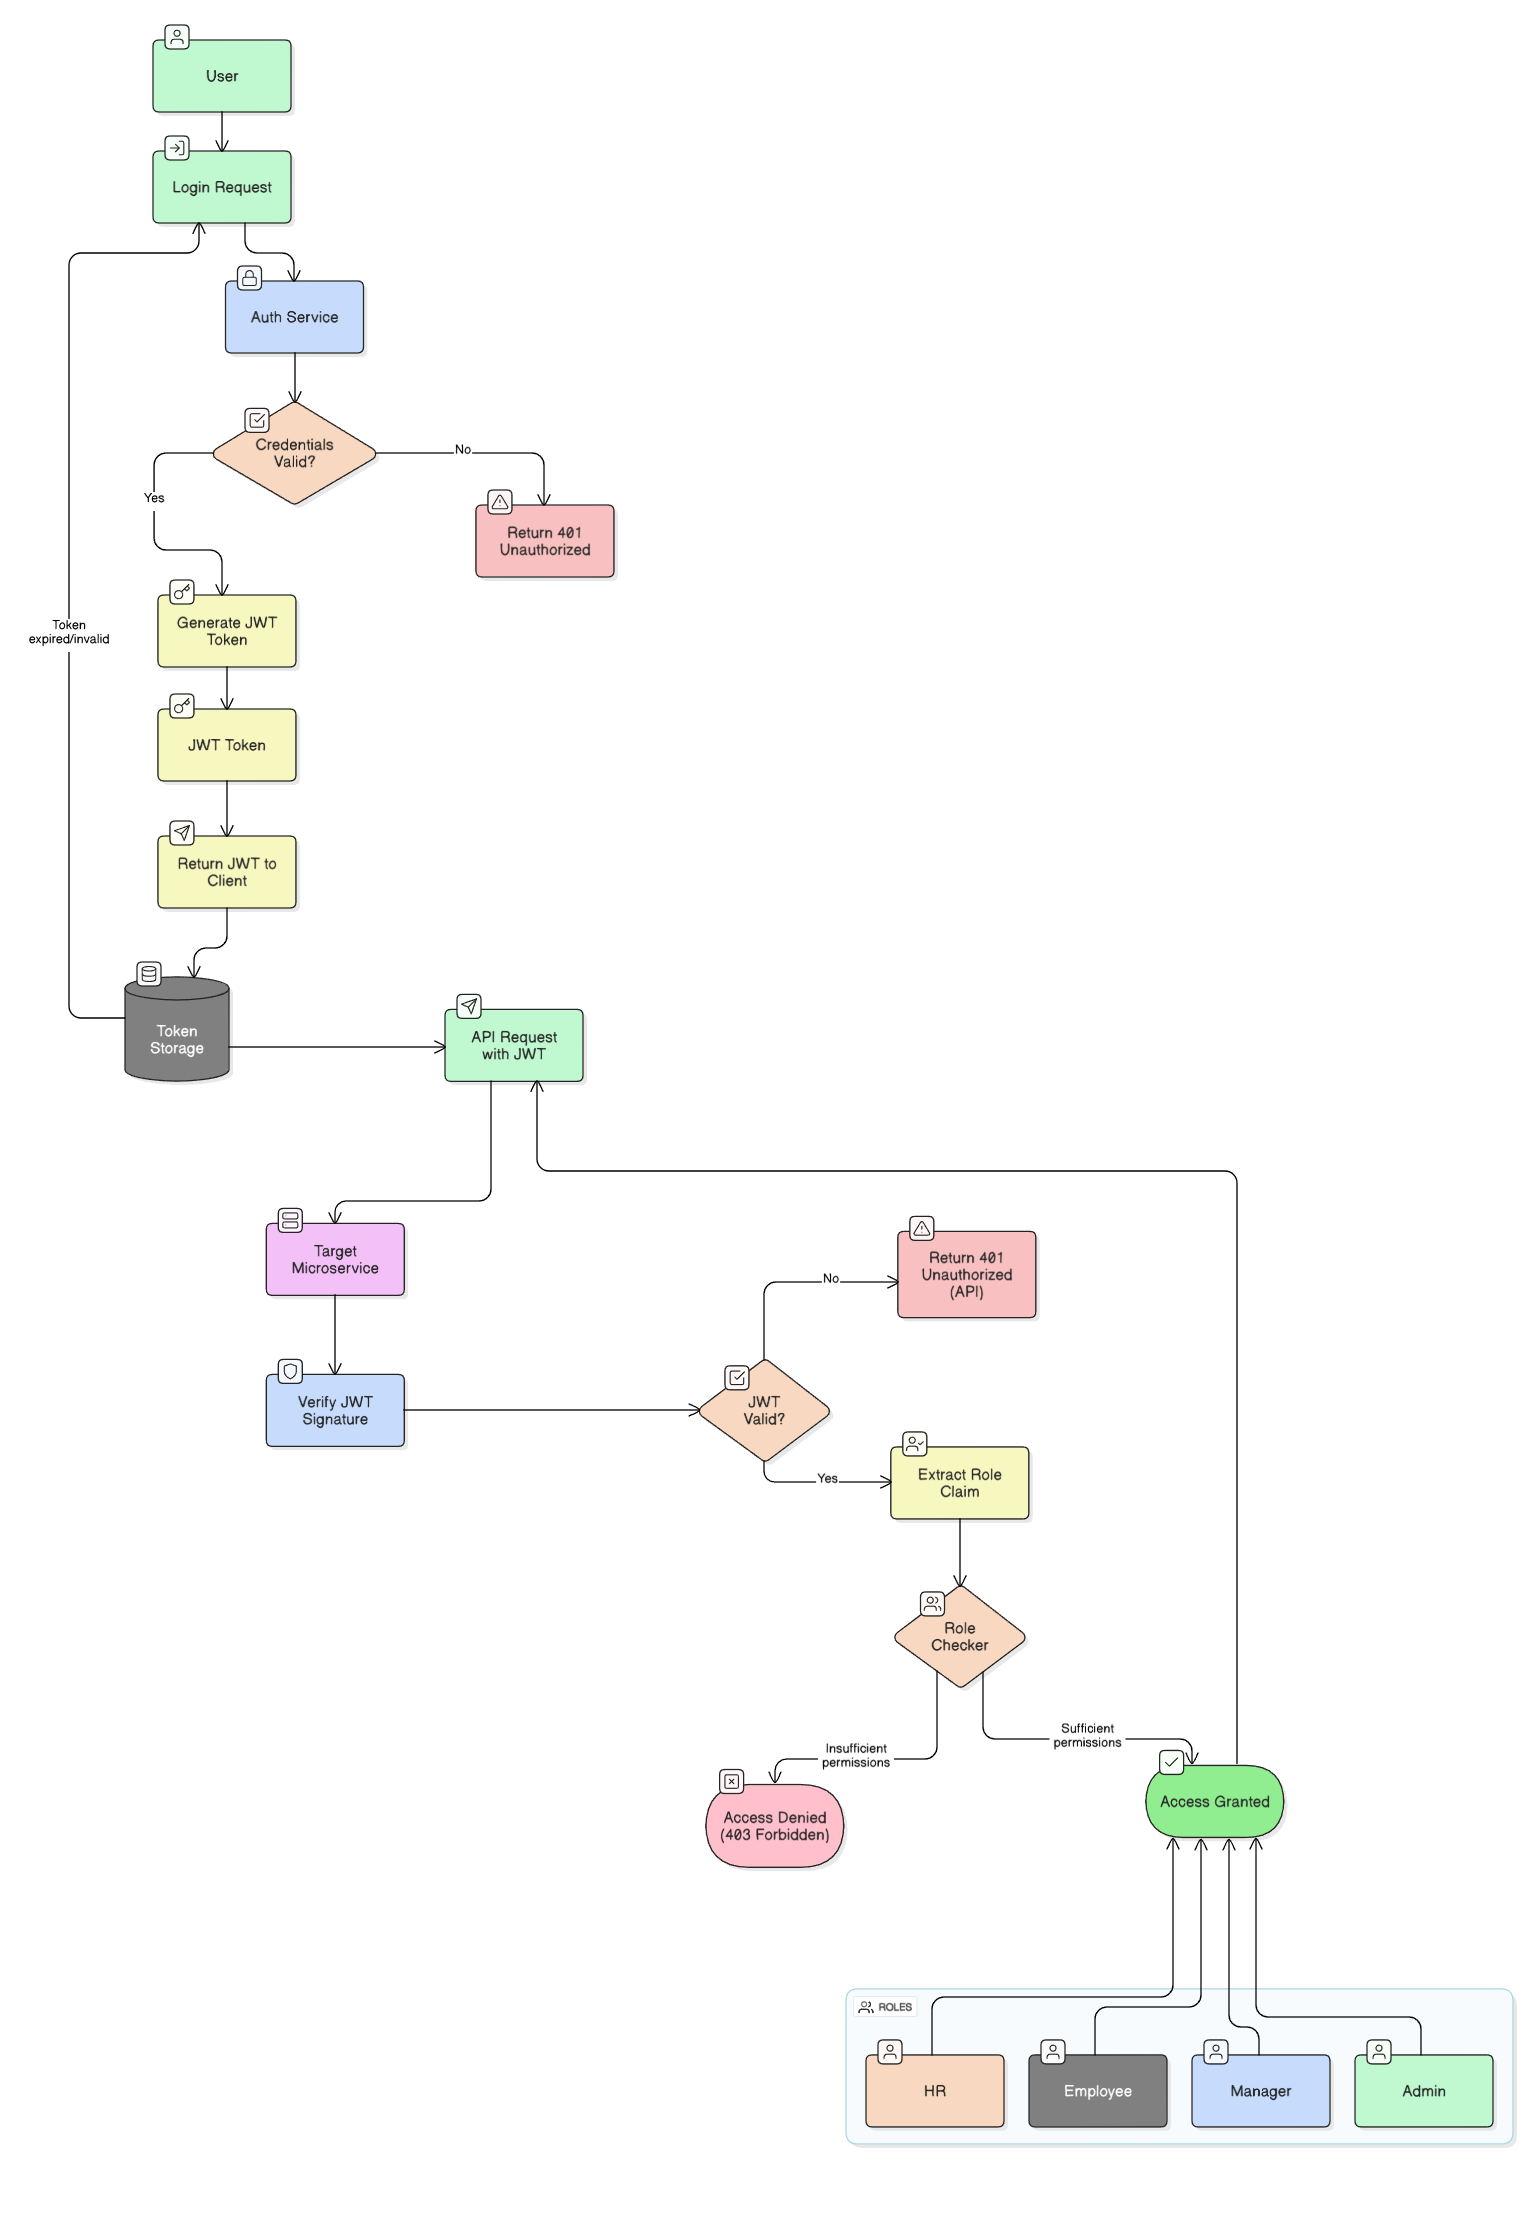 User
Login Request
Auth Service
Credentials
Valid?
No
Yes
Return 401
Unauthorized
Generate JWT
Token
Token
expired/invalid
JWT Token
Return JWT to
Client
Token
Storage
API Request
with JWT
Target
Microservice
Return 401
Unauthorized
(API)
No
Verify JWT
Signature
JWT
Valid?
Yes
Extract Role
Claim
Role
Checker
Insufficient
permissions
Sufficient
permissions
Access Denied
(403 Forbidden)
Access Granted
ROLES
HR
Employee
Manager
Admin